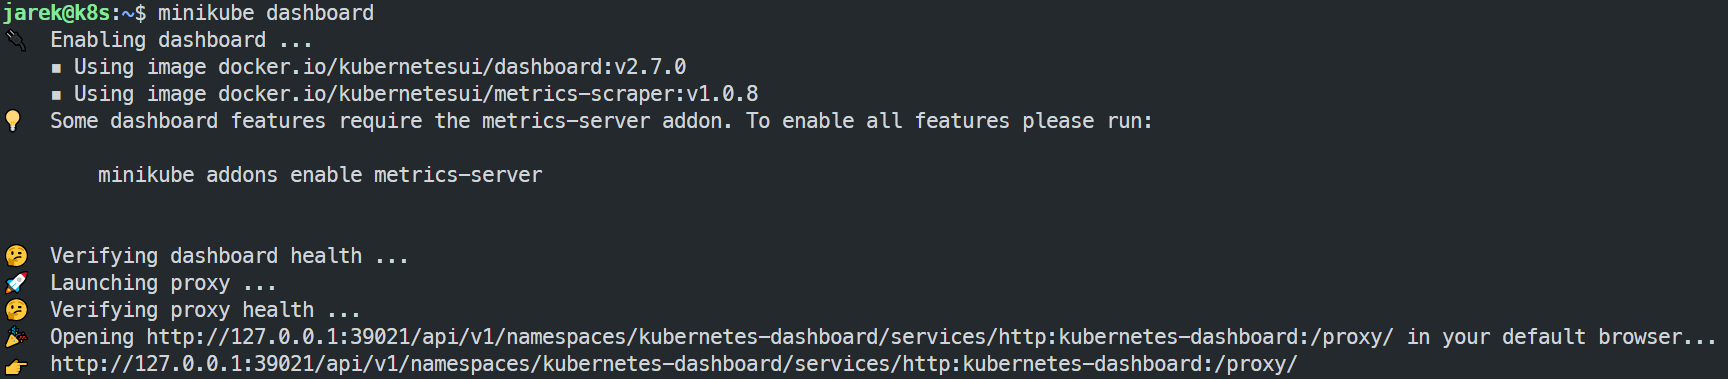 jarek@k8s:~$ minikube dashboard
🔌 Enabling dashboard ...
▪ Using image docker.io/kubernetesui/dashboard:v2.7.0
▪ Using image docker.io/kubernetesui/metrics-scraper:v1.0.8
💡 Some dashboard features require the metrics-server addon. To enable all features please run:
minikube addons enable metrics-server
🤔 Verifying dashboard health ...
🚀 Launching proxy ...
🤔 Verifying proxy health ...
🎉 Opening http://127.0.0.1:39021/api/v1/namespaces/kubernetes-dashboard/services/http:kubernetes-dashboard:/proxy/ in your default browser...
👉 http://127.0.0.1:39021/api/v1/namespaces/kubernetes-dashboard/services/http:kubernetes-dashboard:/proxy/